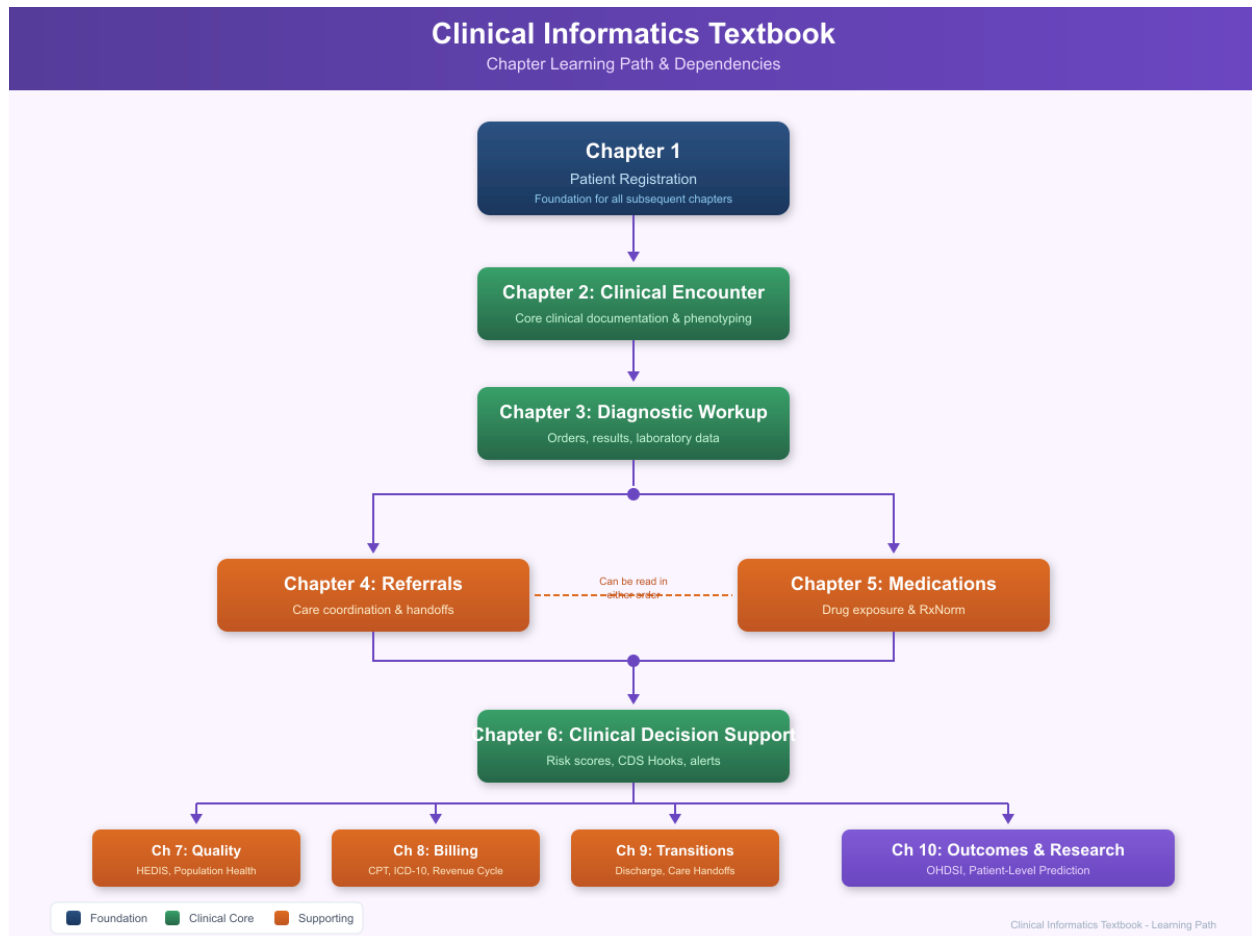 Clinical Informatics Textbook
Chapter Learning Path & Dependencies
Chapter 1
Patient Registration
Foundation for all subsequent chapters
Chapter 2: Clinical Encounter
Core clinical documentation & phenotyping
Chapter 3: Diagnostic Workup
Orders, results, laboratory data
Chapter 4: Referrals
Care coordination & handoffs
Can be read in
either order
Chapter 5: Medications
Drug exposure & RxNorm
Chapter 6: Clinical Decision Support
Risk scores, CDS Hooks, alerts
Ch 7: Quality
HEDIS, Population Health
Ch 8: Billing
CPT, ICD-10, Revenue Cycle
Ch 9: Transitions
Discharge, Care Handoffs
Ch 10: Outcomes & Research
OHDSI, Patient-Level Prediction
Foundation
Clinical Core
Supporting
Clinical Informatics Textbook - Learning Path